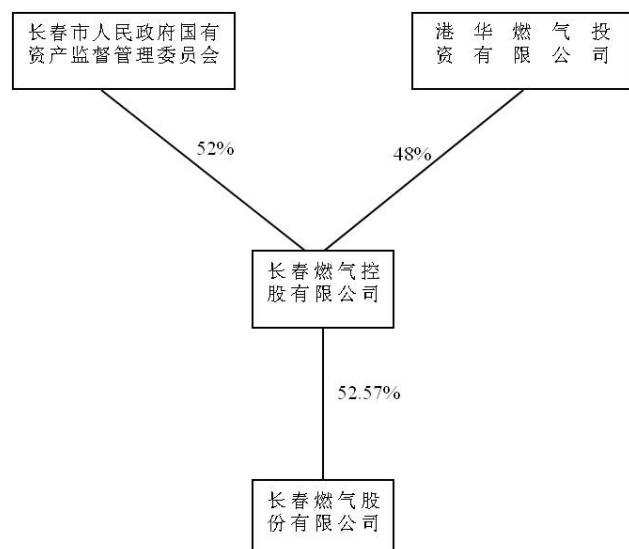 长春市人民政府国有
资产监督管理委员会
港华燃气投
资有限公司
52%
48%
长春燃气控
股有限公司
52.57%
长春燃气股
份有限公司